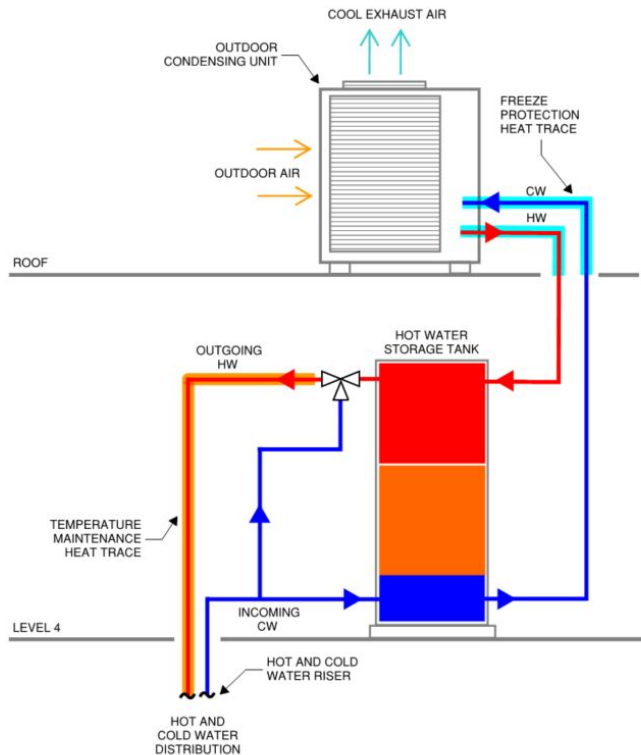 COOL EXHAUST AIR
OUTDOOR
CONDENSING UNIT
FREEZE
PROTECTION
HEAT TRACE
OUTDOOR AIR
CW
HW
ROOF
HOT WATER
STORAGE TANK
OUTGOING
HW
TEMPERATURE
MAINTENANCE
HEAT TRACE
INCOMING
CW
LEVEL 4
HOT AND COLD
WATER RISER
HOT AND
COLD WATER
DISTRIBUTION